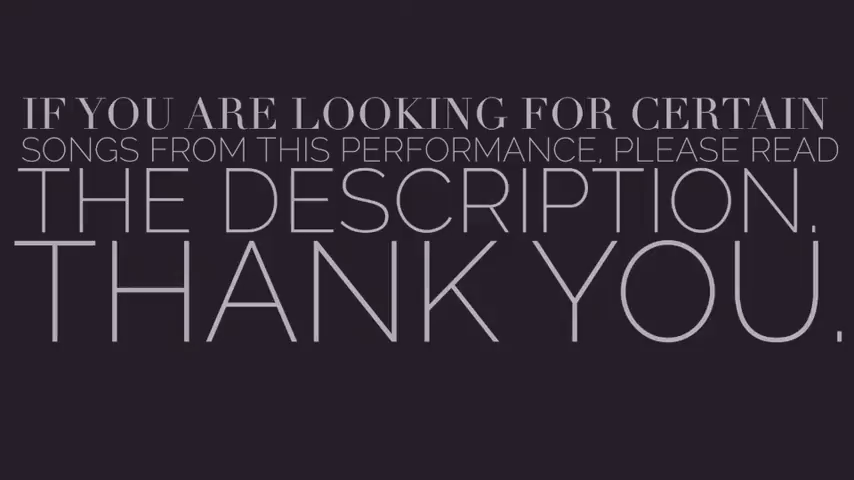 IF YOU ARE LOOKING FOR CERTAIN
SONGS FROM THIS PERFORMANCE, PLEASE READ
THE DESCRIPTION.
THANK YOU.